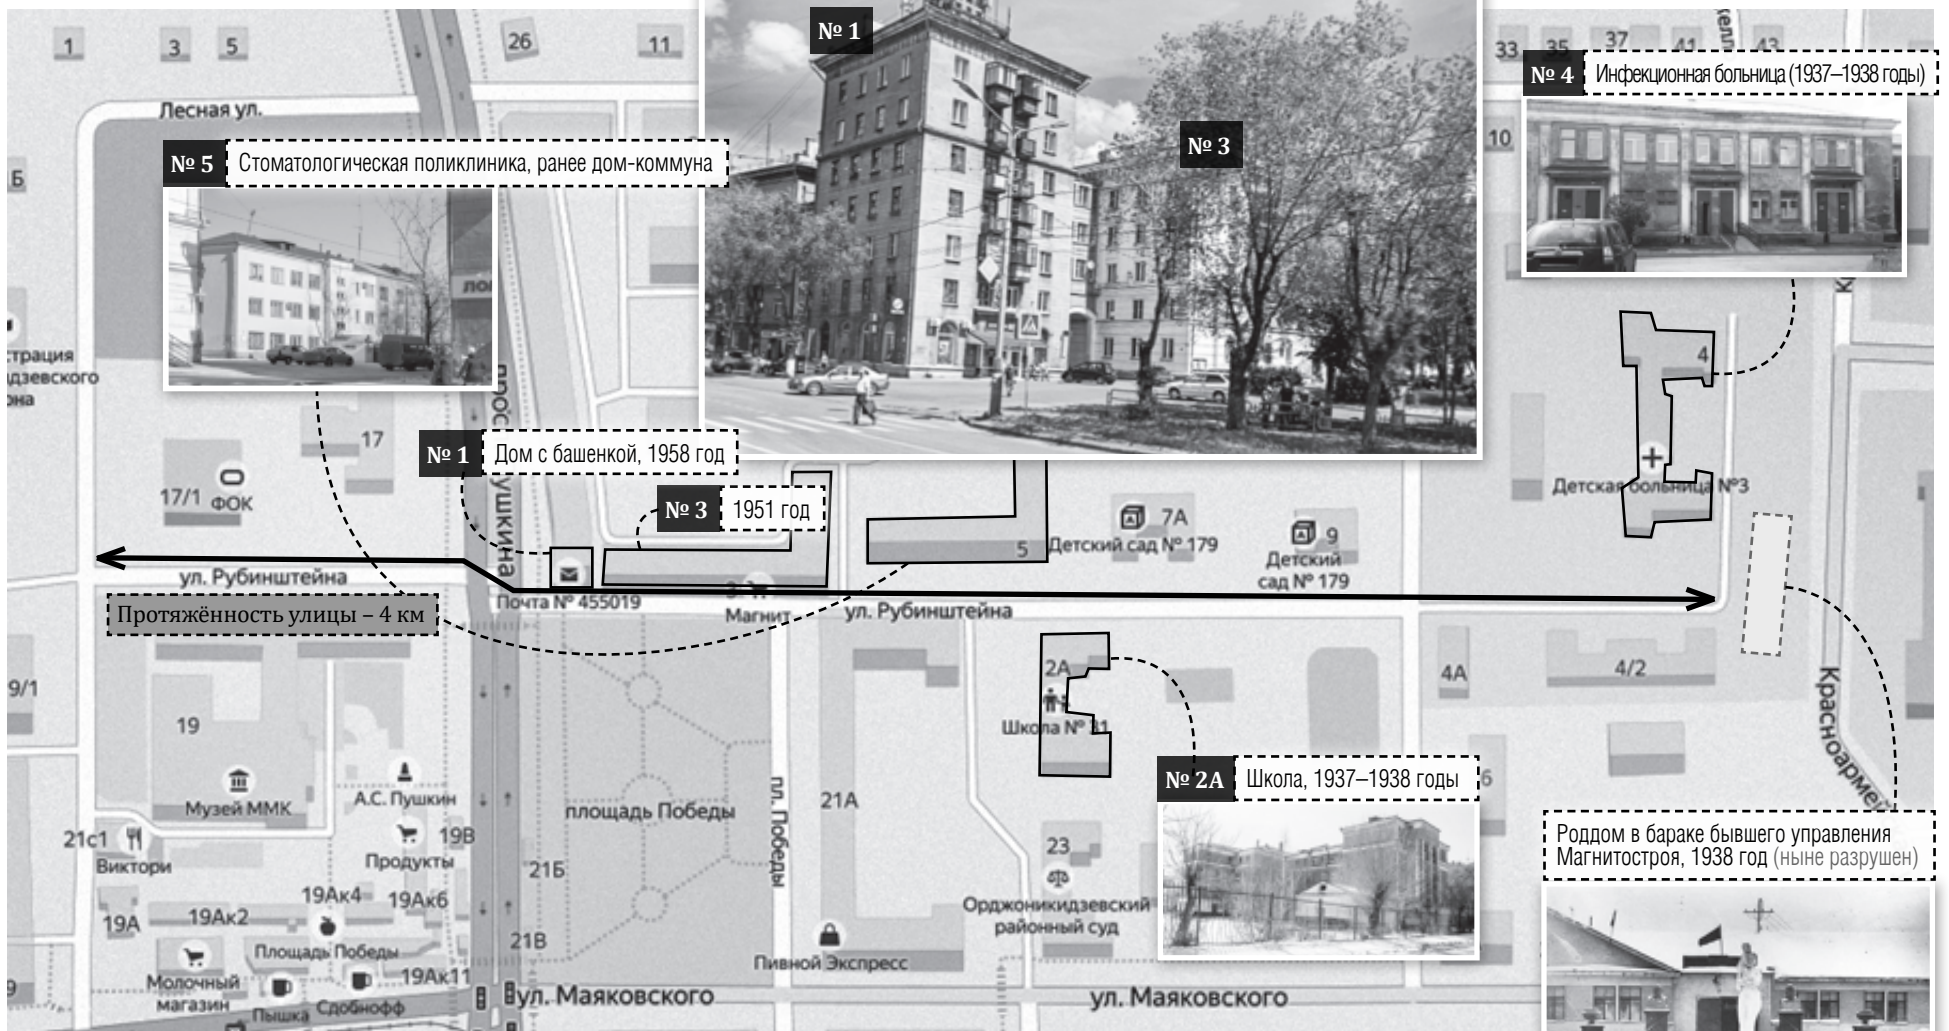 1
3
5
26
11
№ 1
№ 3
33
35
37
41
43
№ 4
Инфекционная больница (1937–1938 годы)
Лесная ул.
10
№ 5
Стоматологическая поликлиника, ранее дом-коммуна
Б
4
17
17/1
ФОК
№ 1
Дом с башенкой, 1958 год
№ 3
1951 год
Детская больница №3
7А
Детский сад № 179
9
Детский
сад № 179
5
ул. Рубинштейна
Почта № 455019
Магнит
ул. Рубинштейна
Протяжённость улицы – 4 км
2А
Школа № 31
4А
4/2
9/1
19
Музей ММК
А.С. Пушкин
площадь Победы
пл. Победы
21А
№ 2А
Школа, 1937–1938 годы
6
21с1
Виктори
Продукты
19В
21Б
23
Орджоникидзевский
районный суд
Роддом в бараке бывшего управления
Магнитостроя, 1938 год (ныне разрушен)
19А
19Ак2
19Ак4
19Ак6
Площадь Победы
21В
Пивной Экспресс
Молочный
магазин
19Ак11
Пышка
Сдобнофф
9
ул. Маяковского
ул. Маяковского